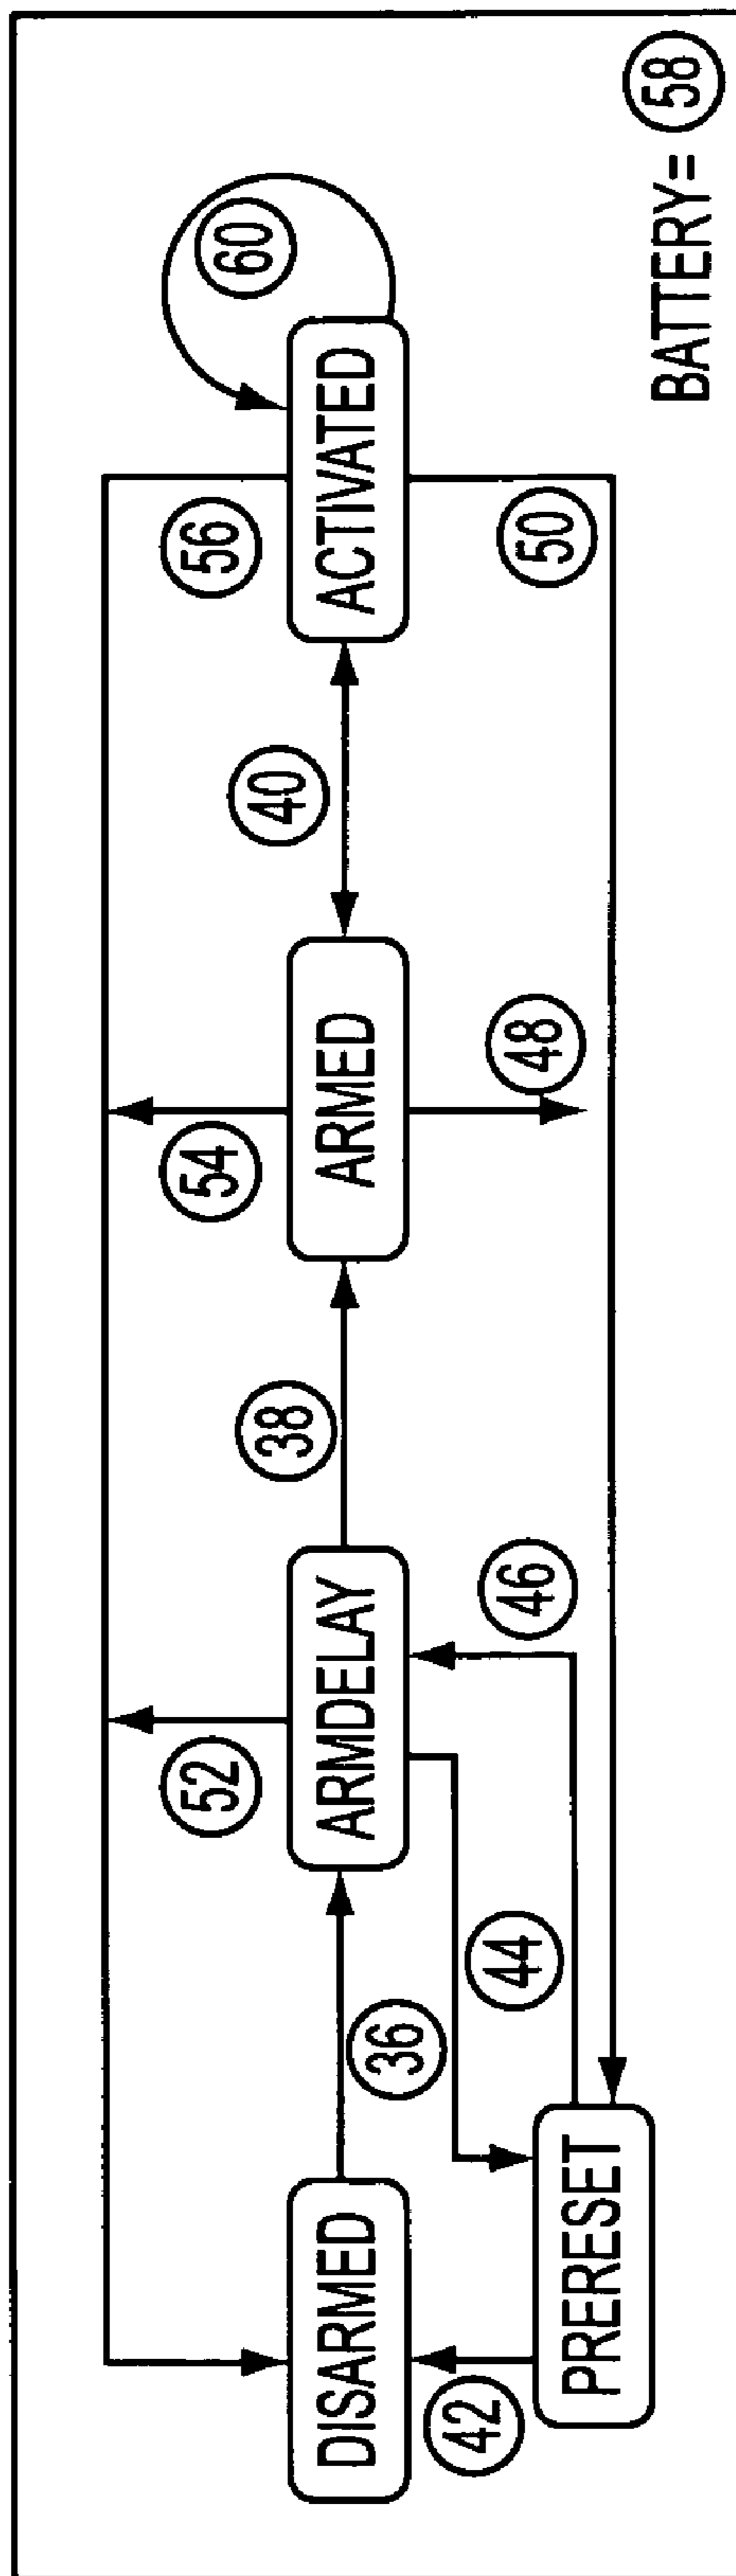 56
60
52
54
DISARMED
ARMDELAY
ARMED
ACTIVATED
38
40
36
42
44
46
48
50
PRERESET
BATTERY= 58